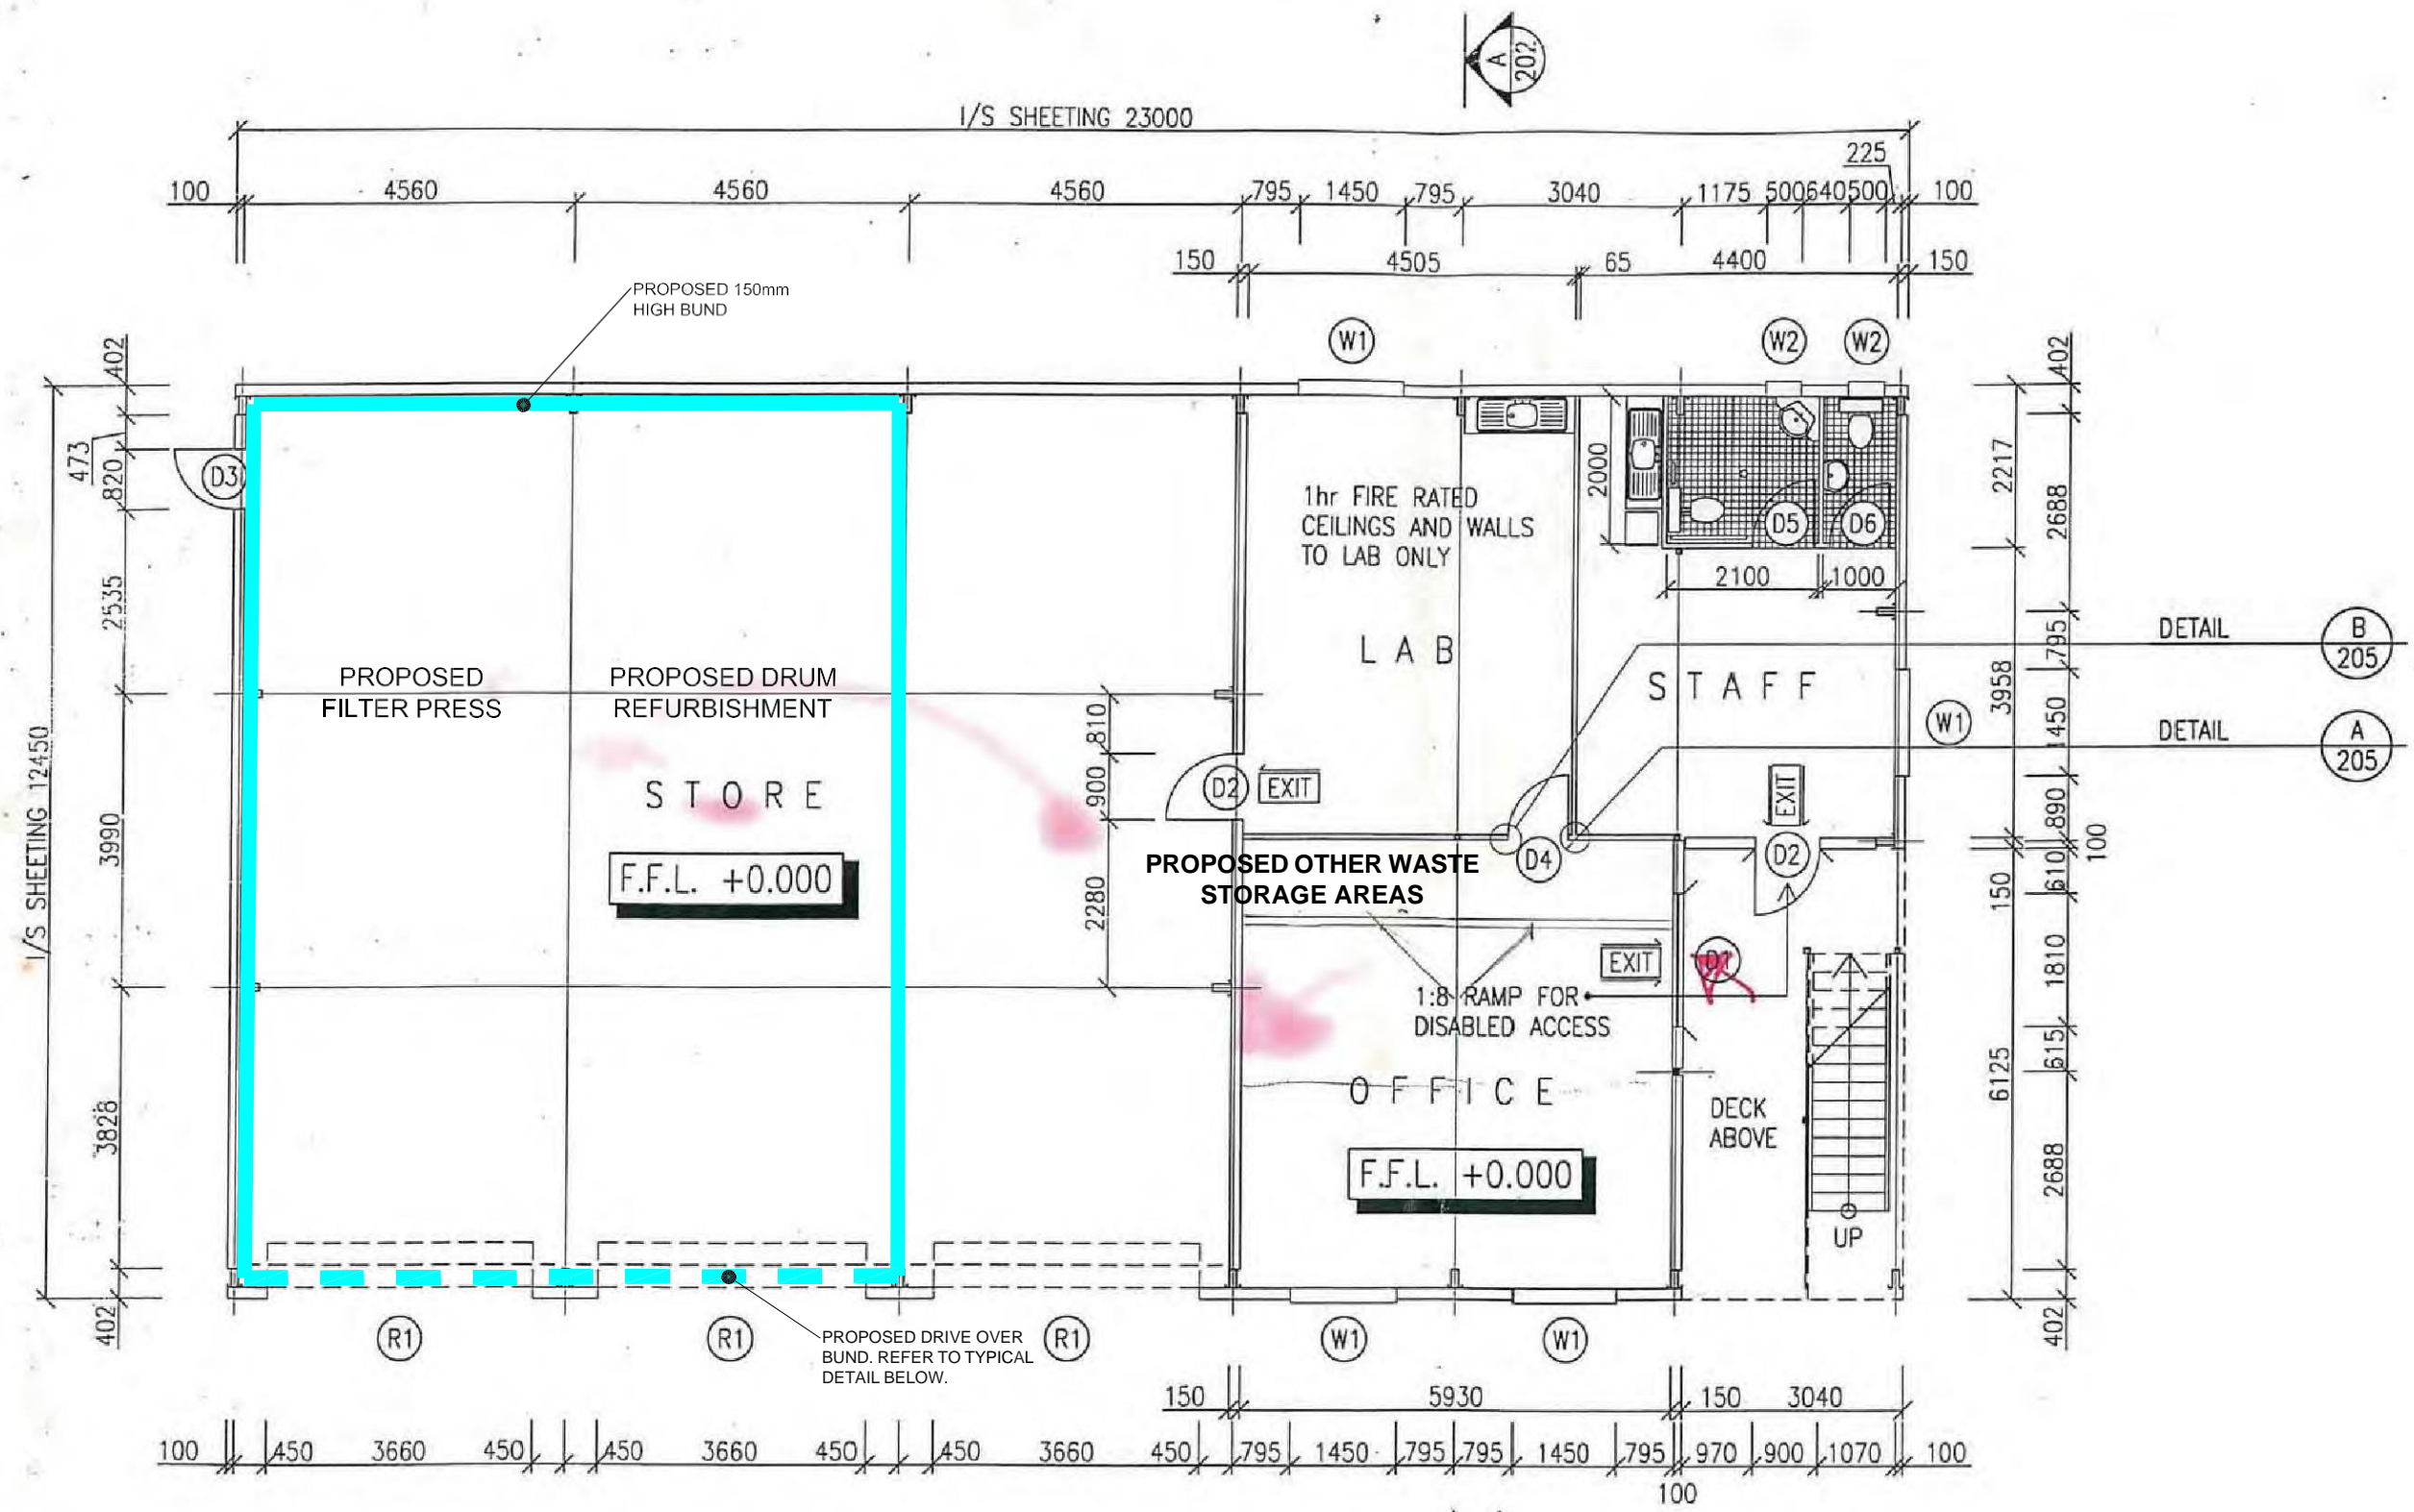 A
202
I/S SHEETING 23000
225
100 4560 4560 4560 795 1450 795 3040 1175 500 640 500 100
150 4505 65 4400 150
PROPOSED 150mm
HIGH BUND
W1 W2 W2
402
473
820
2535
3990
3828
402
I/S SHEETING 12450
D3
1hr FIRE RATED
CEILINGS AND WALLS
TO LAB ONLY
2000
D5 D6
2100 1000
LAB
STAFF
PROPOSED
FILTER PRESS
PROPOSED DRUM
REFURBISHMENT
STORE
F.F.L. +0.000
810
900
2280
D2 EXIT
EXIT
D4
D2
PROPOSED OTHER WASTE
STORAGE AREAS
EXIT
D1
1:8 RAMP FOR
DISABLED ACCESS
OFFICE
F.F.L. +0.000
DECK
ABOVE
UP
W1
402
2217
2688
795
3958
1450
890
100
610
150
1810
615
6125
2688
402
DETAIL B
205
DETAIL A
205
R1 R1 R1 W1 W1
PROPOSED DRIVE OVER
BUND. REFER TO TYPICAL
DETAIL BELOW.
150 5930 150 3040
100 450 3660 450 450 3660 450 450 3660 450 795 1450 795 795 1450 795 970 900 1070 100
100